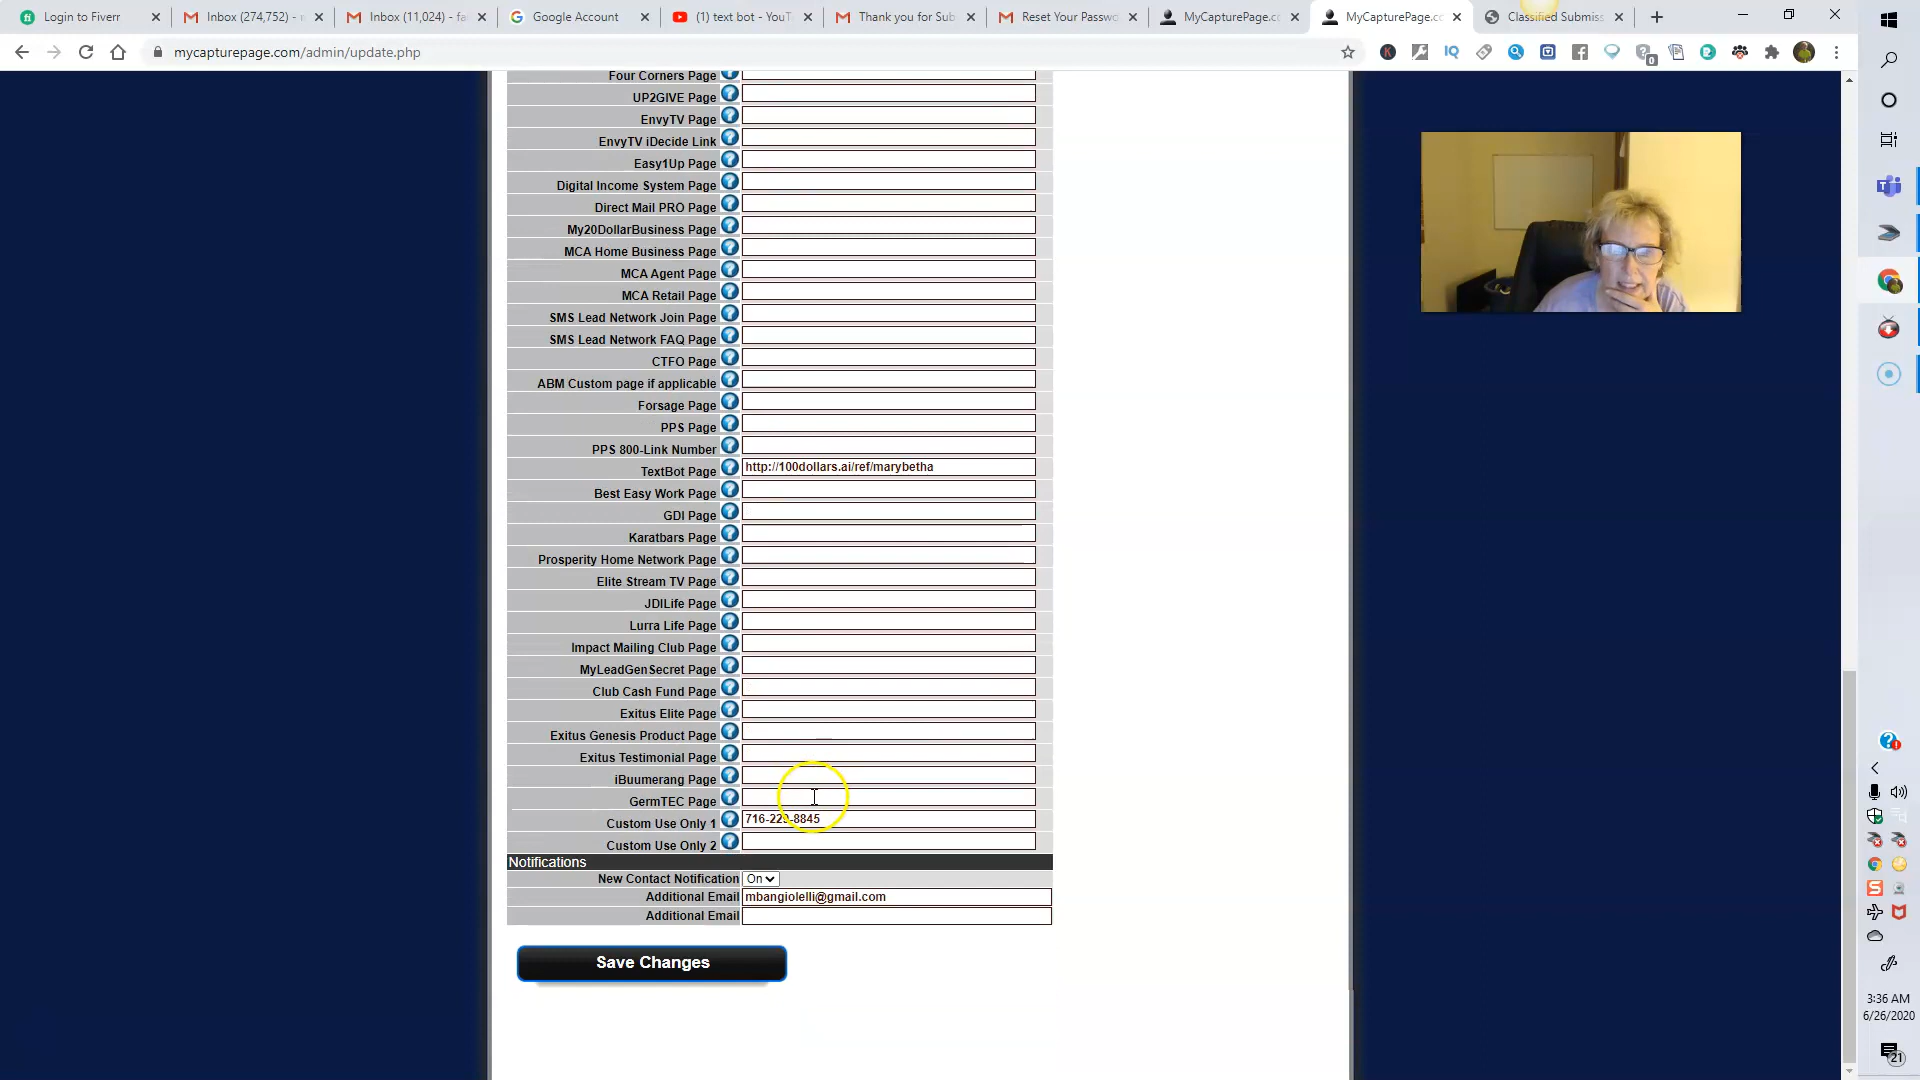 Login to Fiverr
Inbox (274,752) -
Inbox (11,024) - fa
Google Account
(1) text bot - YouT
Thank you for Sub
Reset Your Passwo
MyCapturePage.co
MyCapturePage.co
Classified Submiss
mycapturepage.com/admin/update.php
Four Corners Page
UP2GIVE Page
EnvyTV Page
EnvyTV iDecide Link
Easy1Up Page
Digital Income System Page
Direct Mail PRO Page
My20DollarBusiness Page
MCA Home Business Page
MCA Agent Page
MCA Retail Page
SMS Lead Network Join Page
SMS Lead Network FAQ Page
CTFO Page
ABM Custom page if applicable
Forsage Page
PPS Page
PPS 800-Link Number
TextBot Page http://100dollars.ai/ref/marybetha
Best Easy Work Page
GDI Page
Karatbars Page
Prosperity Home Network Page
Elite Stream TV Page
JDILife Page
Lurra Life Page
Impact Mailing Club Page
MyLeadGenSecret Page
Club Cash Fund Page
Exitus Elite Page
Exitus Genesis Product Page
Exitus Testimonial Page
iBuumerang Page
GermTEC Page
Custom Use Only 1 716-229-8845
Custom Use Only 2
Notifications
New Contact Notification On
Additional Email mbangiolelli@gmail.com
Additional Email
Save Changes
3:36 AM
6/26/2020
21